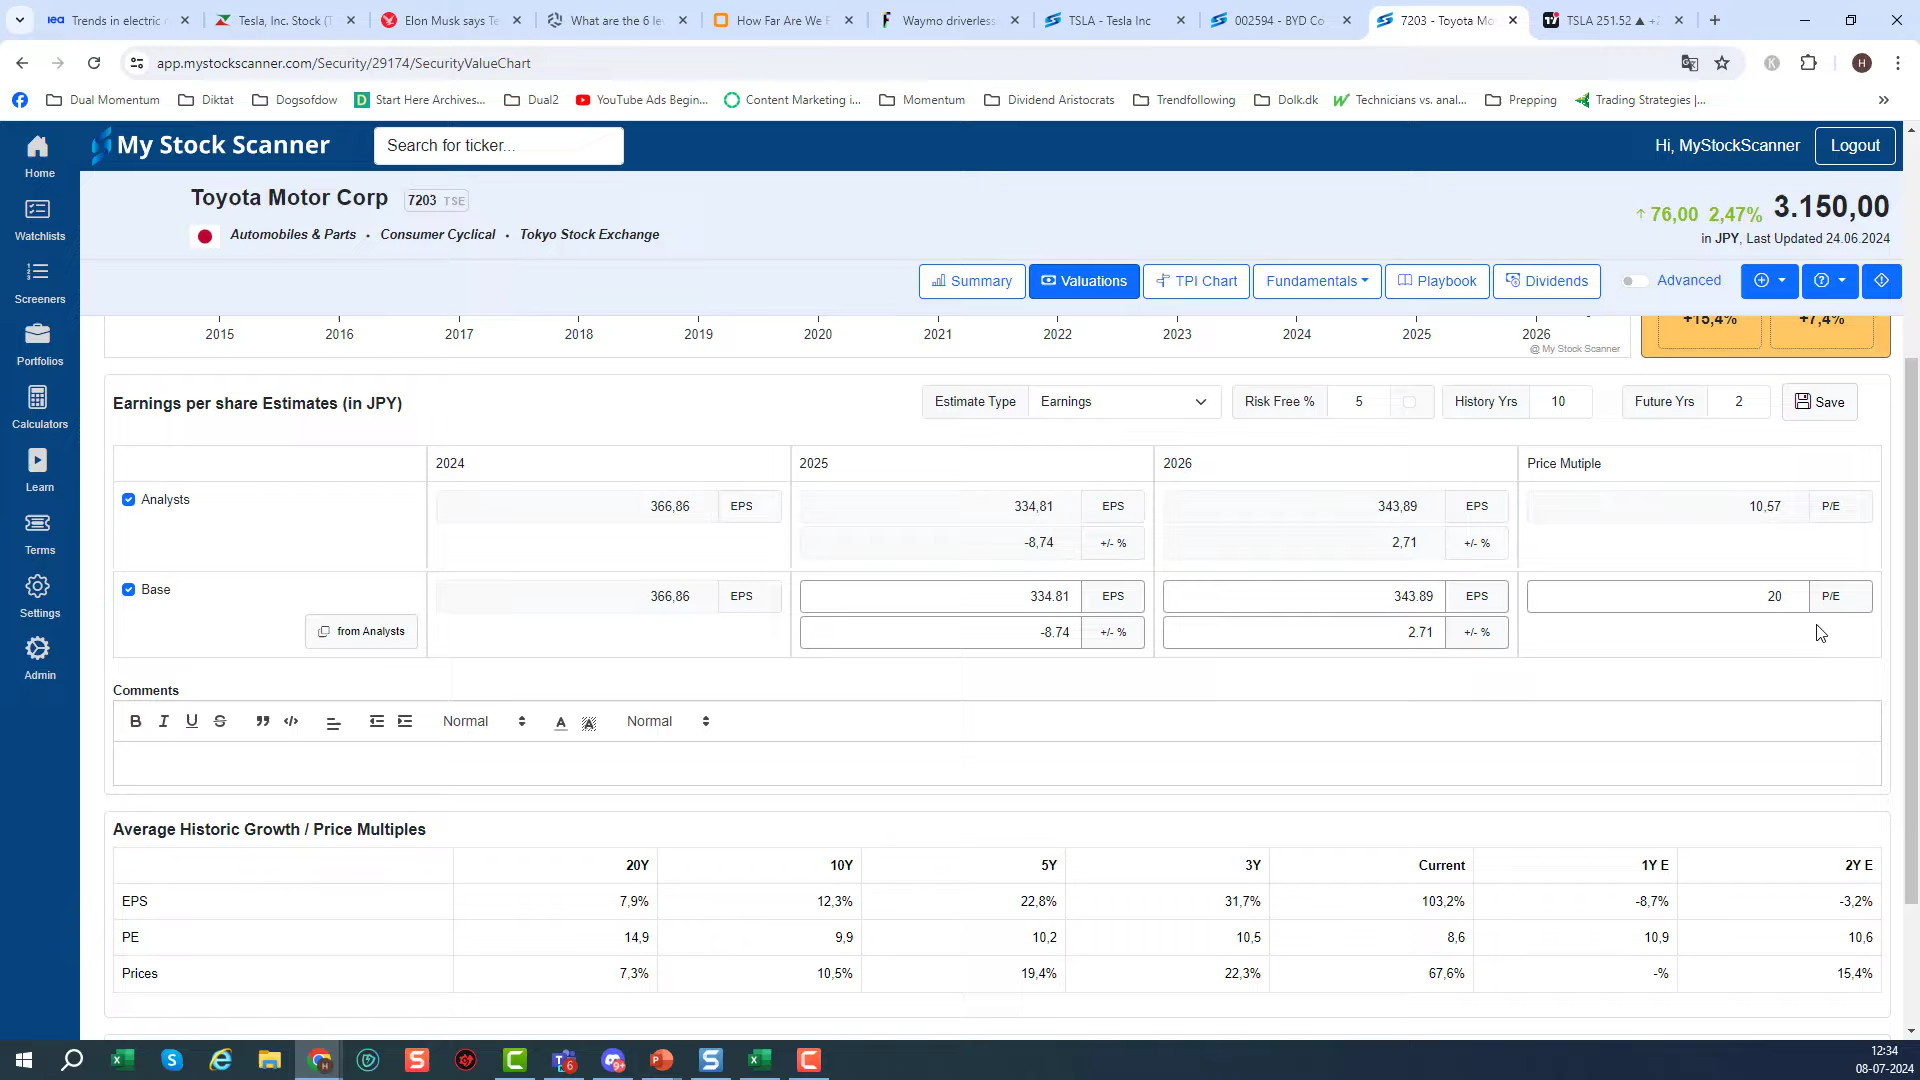 iea Trends in electric
Tesla, Inc. Stock (T
Elon Musk says Te
What are the 6 le
How Far Are We F
Waymo driverless
TSLA - Tesla Inc
002594 - BYD Co
7203 - Toyota Mo
TSLA 251.52 ▲ +2
app.mystockscanner.com/Security/29174/SecurityValueChart
H
Dual Momentum
Diktat
Dogsofdow
Start Here Archives...
Dual2
YouTube Ads Begin...
Content Marketing i...
Momentum
Dividend Aristocrats
Trendfollowing
Dolk.dk
Technicians vs. anal...
Prepping
Trading Strategies |...
»
My Stock Scanner
Search for ticker...
Hi, MyStockScanner
Logout
Home
Watchlists
Screeners
Portfolios
Calculators
Learn
Terms
Settings
Admin
Toyota Motor Corp 7203 TSE
Automobiles & Parts • Consumer Cyclical • Tokyo Stock Exchange
↑ 76,00 2,47% 3.150,00
in JPY, Last Updated 24.06.2024
Summary
Valuations
TPI Chart
Fundamentals
Playbook
Dividends
Advanced
2015 2016 2017 2018 2019 2020 2021 2022 2023 2024 2025 2026
@ My Stock Scanner
+15,4% +7,4%
Earnings per share Estimates (in JPY)
Estimate Type Earnings
Risk Free % 5
History Yrs 10
Future Yrs 2
Save
2024 2025 2026 Price Mutiple
Analysts 366,86 EPS 334,81 EPS 343,89 EPS 10,57 P/E
-8,74 +/- % 2,71 +/- %
Base 366,86 EPS 334.81 EPS 343.89 EPS 20 P/E
from Analysts -8.74 +/- % 2.71 +/- %
Comments
B I U S Normal A A Normal
Average Historic Growth / Price Multiples
20Y 10Y 5Y 3Y Current 1Y E 2Y E
EPS 7,9% 12,3% 22,8% 31,7% 103,2% -8,7% -3,2%
PE 14,9 9,9 10,2 10,5 8,6 10,9 10,6
Prices 7,3% 10,5% 19,4% 22,3% 67,6% -% 15,4%
12:34
08-07-2024